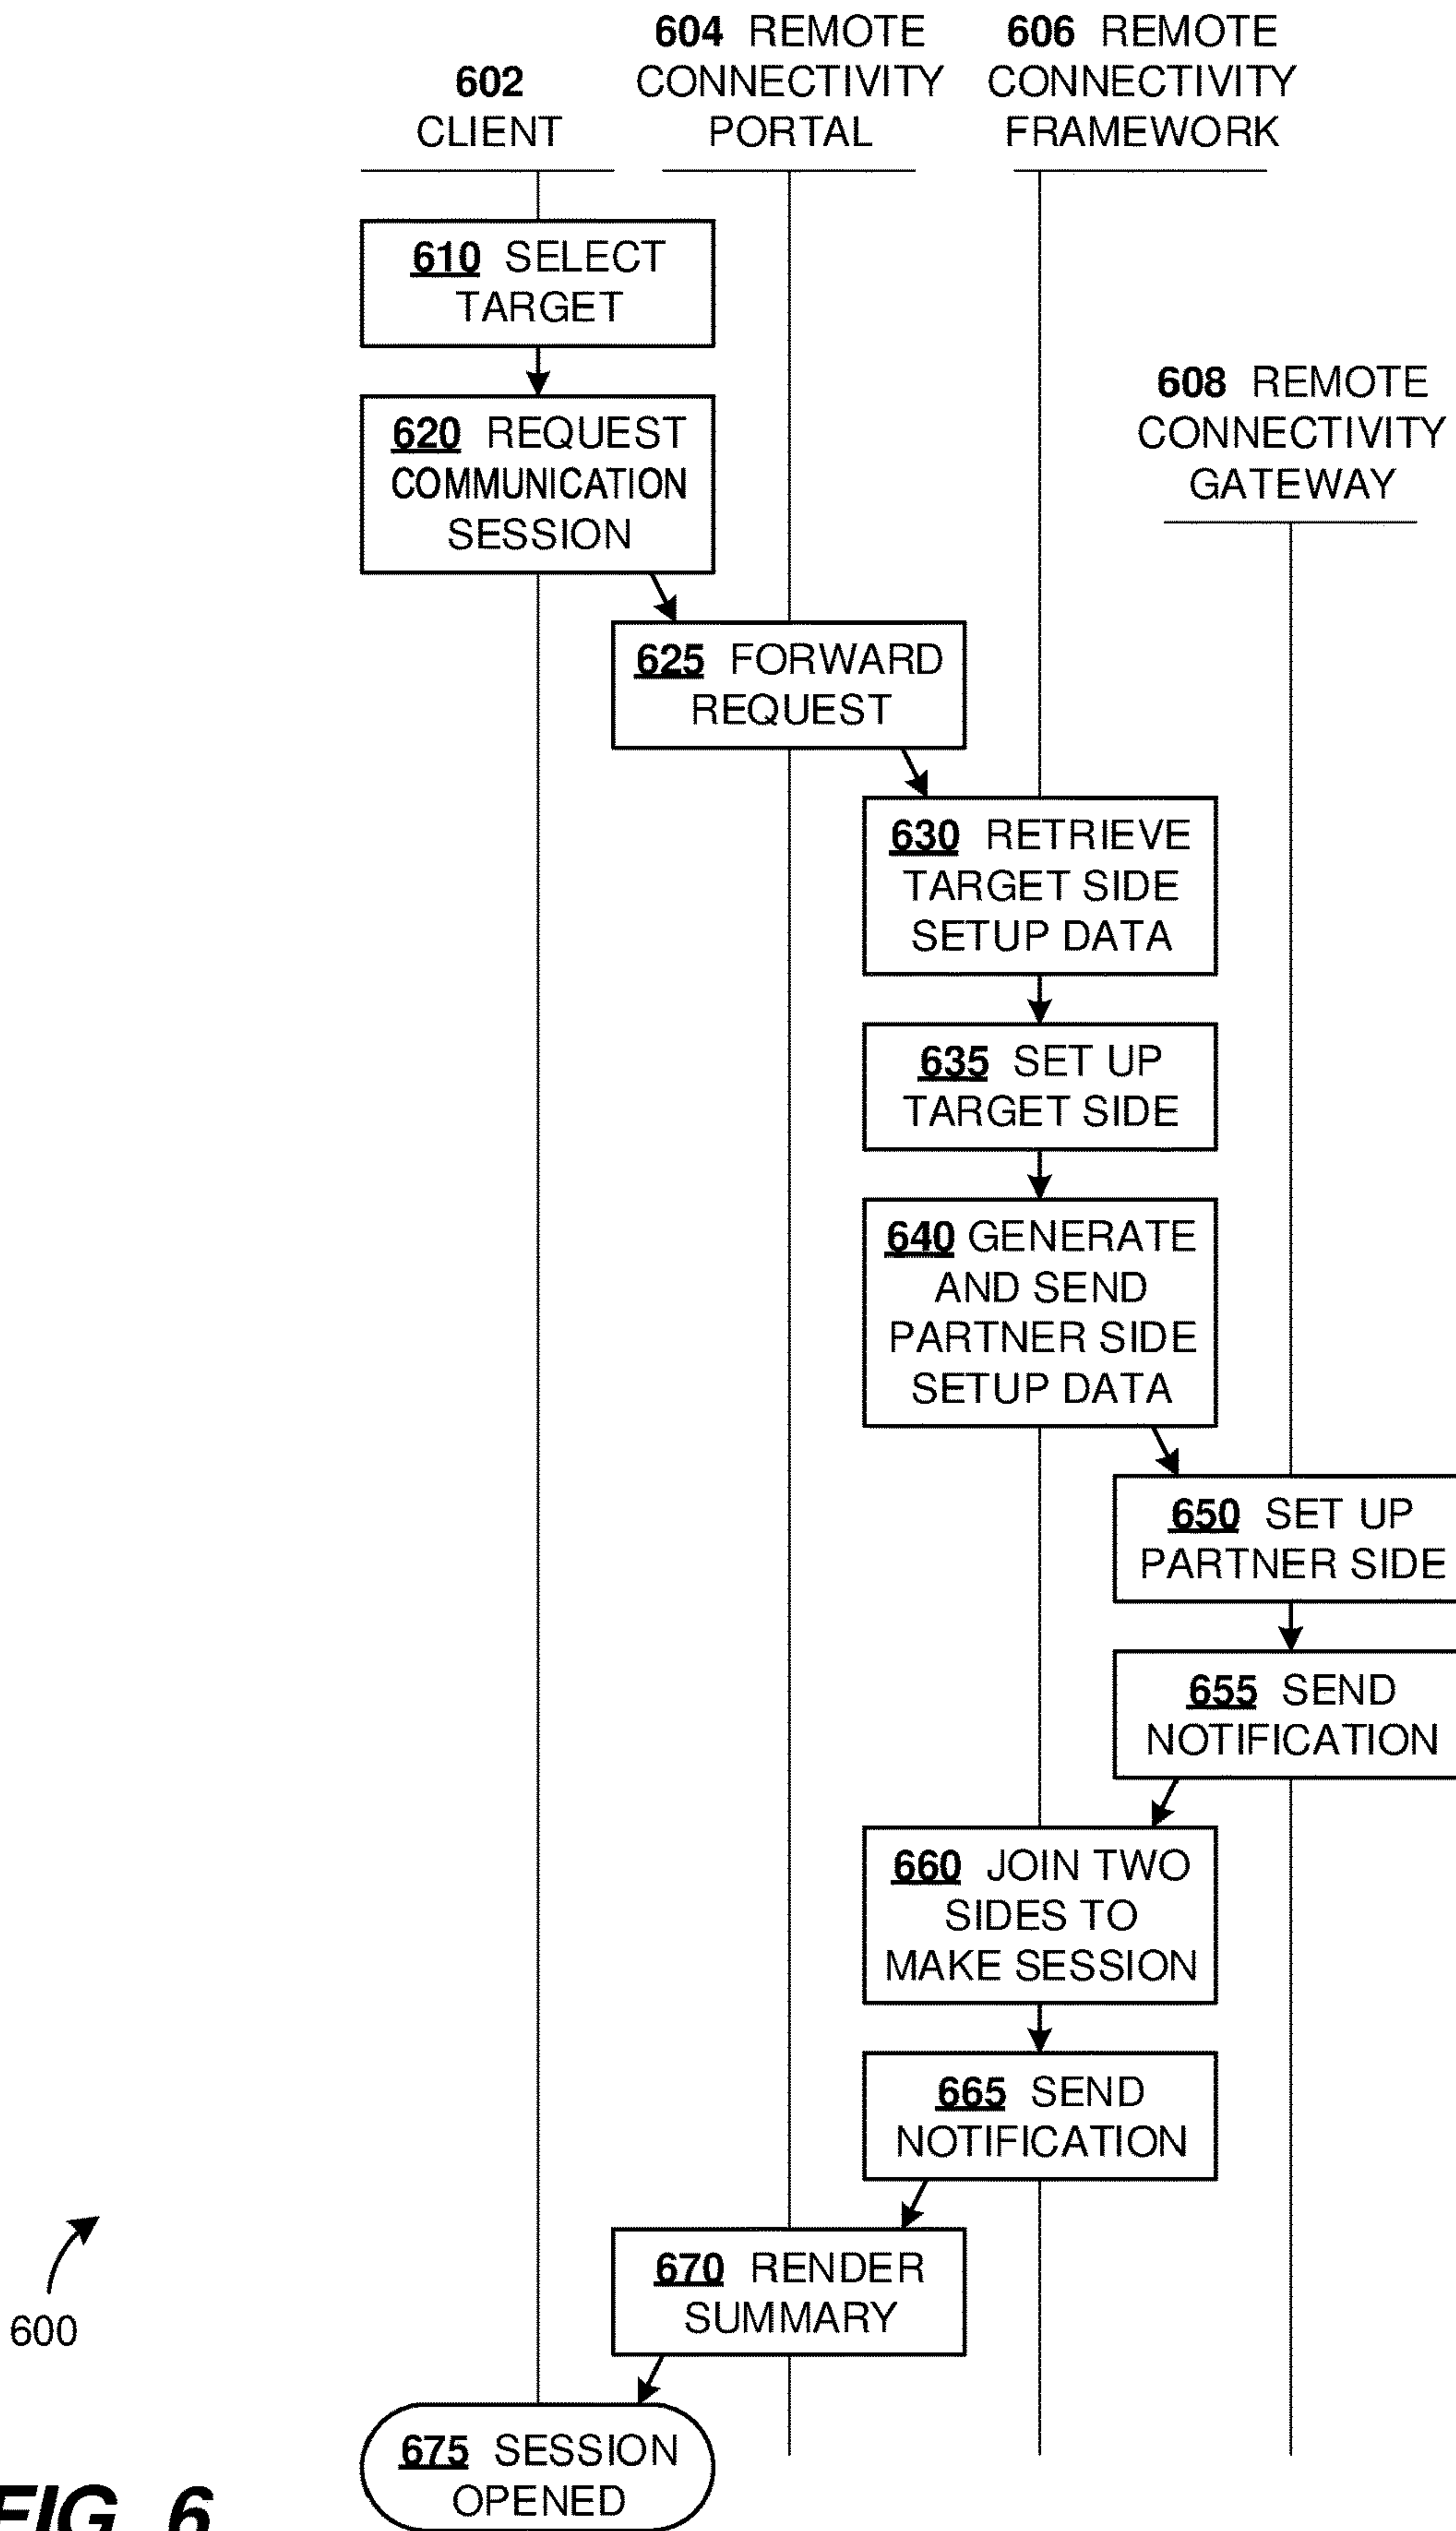 602
CLIENT
604 REMOTE
CONNECTIVITY
PORTAL
606 REMOTE
CONNECTIVITY
FRAMEWORK
610 SELECT
TARGET
608 REMOTE
CONNECTIVITY
GATEWAY
620 REQUEST
COMMUNICATION
SESSION
625 FORWARD
REQUEST
630 RETRIEVE
TARGET SIDE
SETUP DATA
635 SET UP
TARGET SIDE
640 GENERATE
AND SEND
PARTNER SIDE
SETUP DATA
650 SET UP
PARTNER SIDE
655 SEND
NOTIFICATION
660 JOIN TWO
SIDES TO
MAKE SESSION
665 SEND
NOTIFICATION
670 RENDER
SUMMARY
600
675 SESSION
OPENED
FIG. 6